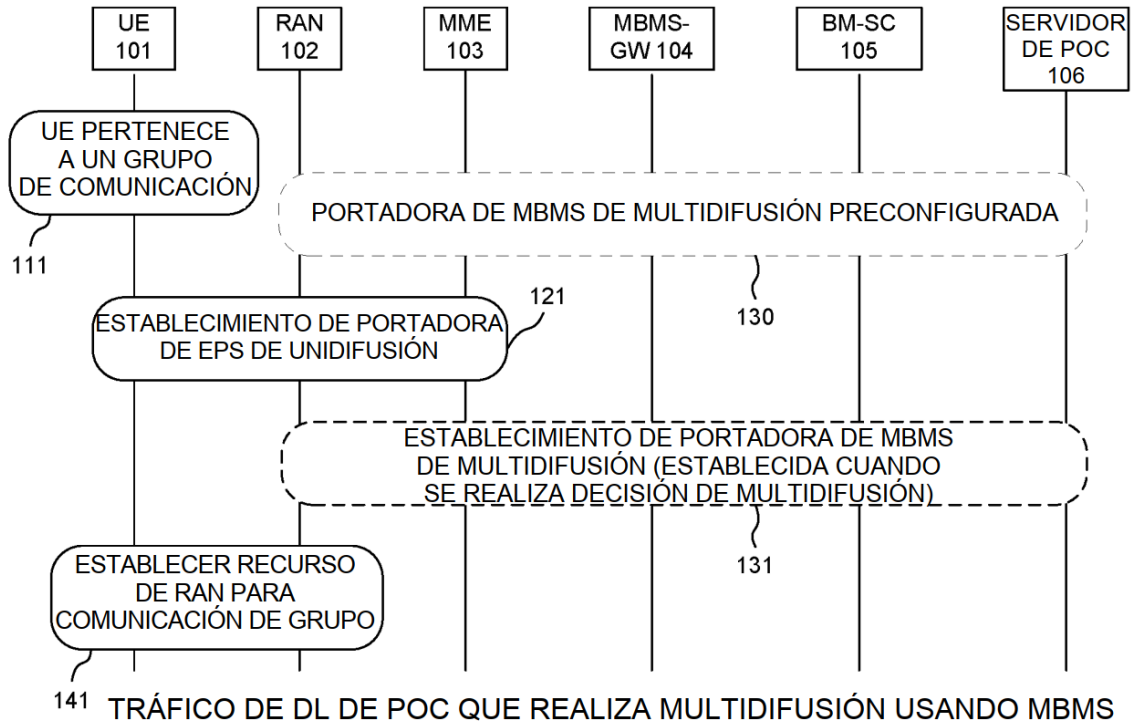 UE
101
RAN
102
MME
103
MBMS-
GW 104
BM-SC
105
SERVIDOR
DE POC
106
UE PERTENECE
A UN GRUPO
DE COMUNICACIÓN
111
PORTADORA DE MBMS DE MULTIDIFUSIÓN PRECONFIGURADA
130
ESTABLECIMIENTO DE PORTADORA
DE EPS DE UNIDIFUSIÓN
121
ESTABLECIMIENTO DE PORTADORA DE MBMS
DE MULTIDIFUSIÓN (ESTABLECIDA CUANDO
SE REALIZA DECISIÓN DE MULTIDIFUSIÓN)
131
ESTABLECER RECURSO
DE RAN PARA
COMUNICACIÓN DE GRUPO
141
TRÁFICO DE DL DE POC QUE REALIZA MULTIDIFUSIÓN USANDO MBMS